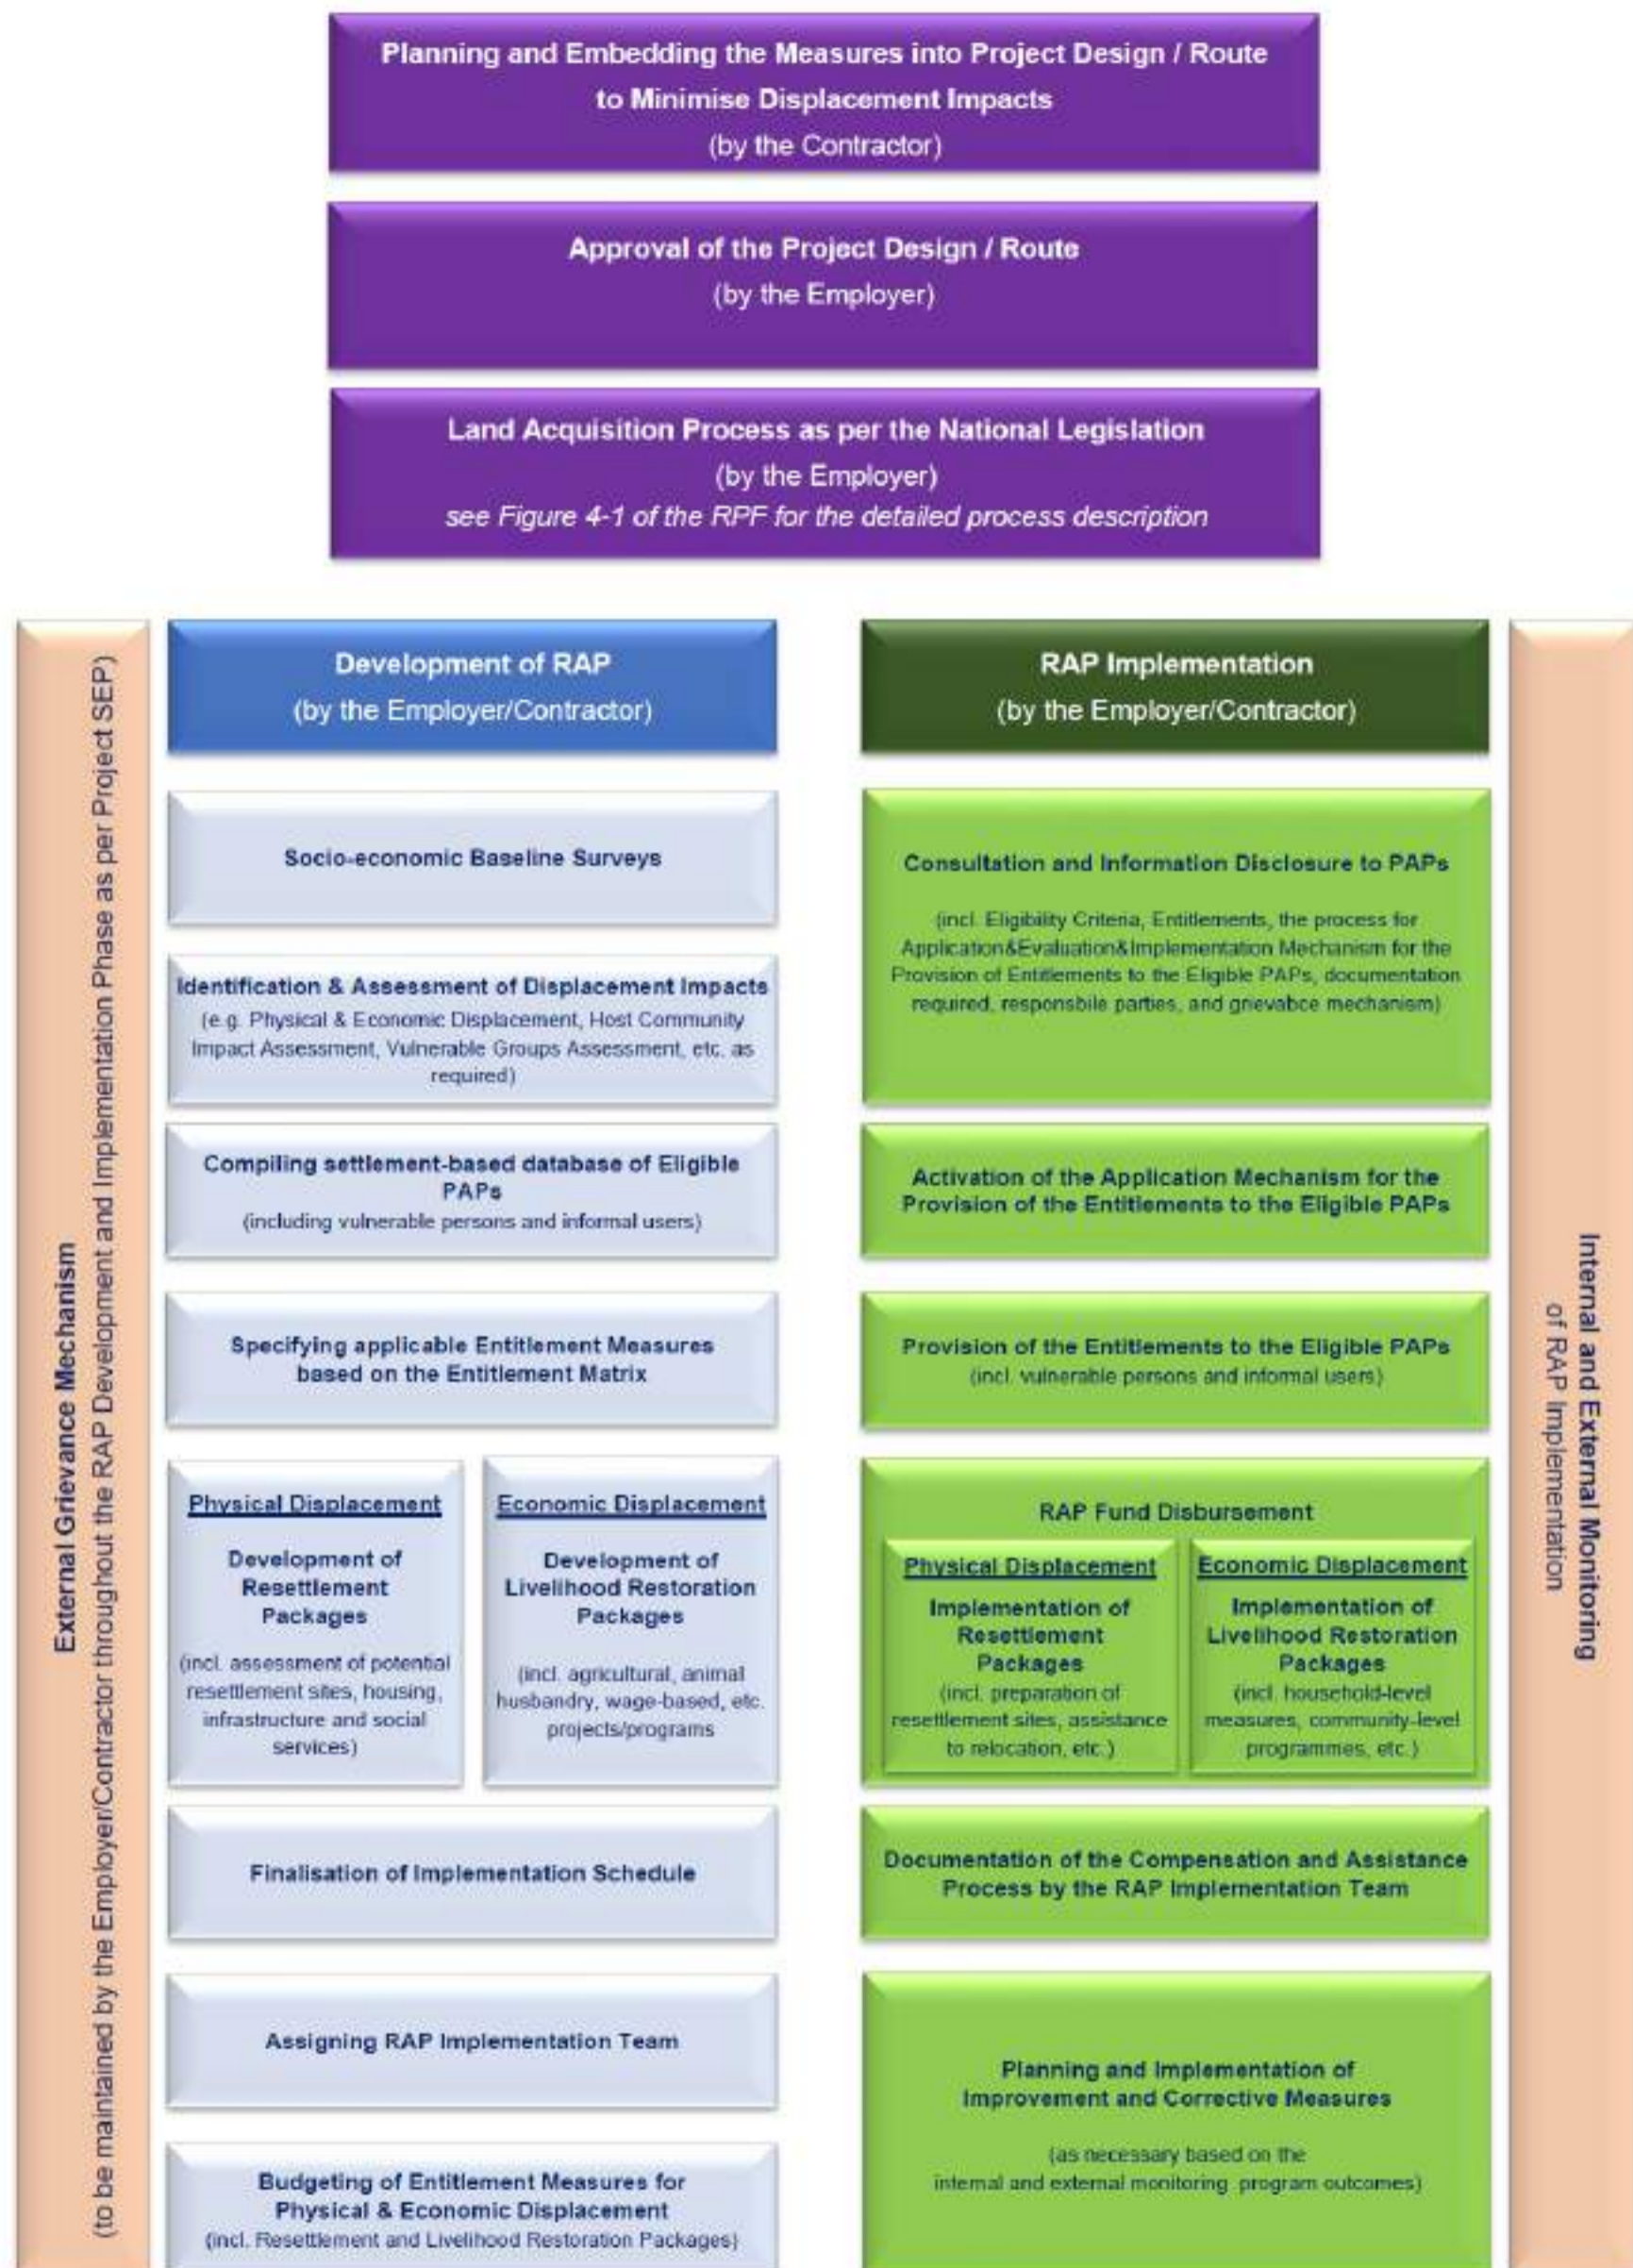 Planning and Embedding the Measures into Project Design / Route
to Minimise Displacement Impacts
(by the Contractor)
Approval of the Project Design / Route
(by the Employer)
Land Acquisition Process as per the National Legislation
(by the Employer)
see Figure 4-1 of the RPF for the detailed process description
External Grievance Mechanism
(to be maintained by the Employer/Contractor throughout the RAP Development and Implementation Phase as per Project SEP)
Development of RAP
(by the Employer/Contractor)
Socio-economic Baseline Surveys
Identification & Assessment of Displacement Impacts
(e.g. Physical & Economic Displacement, Host Community
Impact Assessment, Vulnerable Groups Assessment, etc. as
required)
Compiling settlement-based database of Eligible
PAPs
(including vulnerable persons and informal users)
Specifying applicable Entitlement Measures
based on the Entitlement Matrix
Physical Displacement
Development of
Resettlement
Packages
(incl. assessment of potential
resettlement sites, housing,
infrastructure and social
services)
Economic Displacement
Development of
Livelihood Restoration
Packages
(incl. agricultural, animal
husbandry, wage-based, etc.
projects/programs
Finalisation of Implementation Schedule
Assigning RAP Implementation Team
Budgeting of Entitlement Measures for
Physical & Economic Displacement
(incl. Resettlement and Livelihood Restoration Packages)
RAP Implementation
(by the Employer/Contractor)
Consultation and Information Disclosure to PAPs
(incl. Eligibility Criteria, Entitlements, the process for
Application&Evaluation&Implementation Mechanism for the
Provision of Entitlements to the Eligible PAPs, documentation
required, responsbile parties, and grievabce mechanism)
Activation of the Application Mechanism for the
Provision of the Entitlements to the Eligible PAPs
Provision of the Entitlements to the Eligible PAPs
(incl. vulnerable persons and informal users)
RAP Fund Disbursement
Physical Displacement
Implementation of
Resettlement
Packages
(incl. preparation of
resettlement sites, assistance
to relocation, etc.)
Economic Displacement
Implementation of
Livelihood Restoration
Packages
(incl. household-level
measures, community-level
programmes, etc.)
Documentation of the Compensation and Assistance
Process by the RAP Implementation Team
Planning and Implementation of
Improvement and Corrective Measures
(as necessary based on the
internal and external monitoring program outcomes)
Internal and External Monitoring
of RAP Implementation